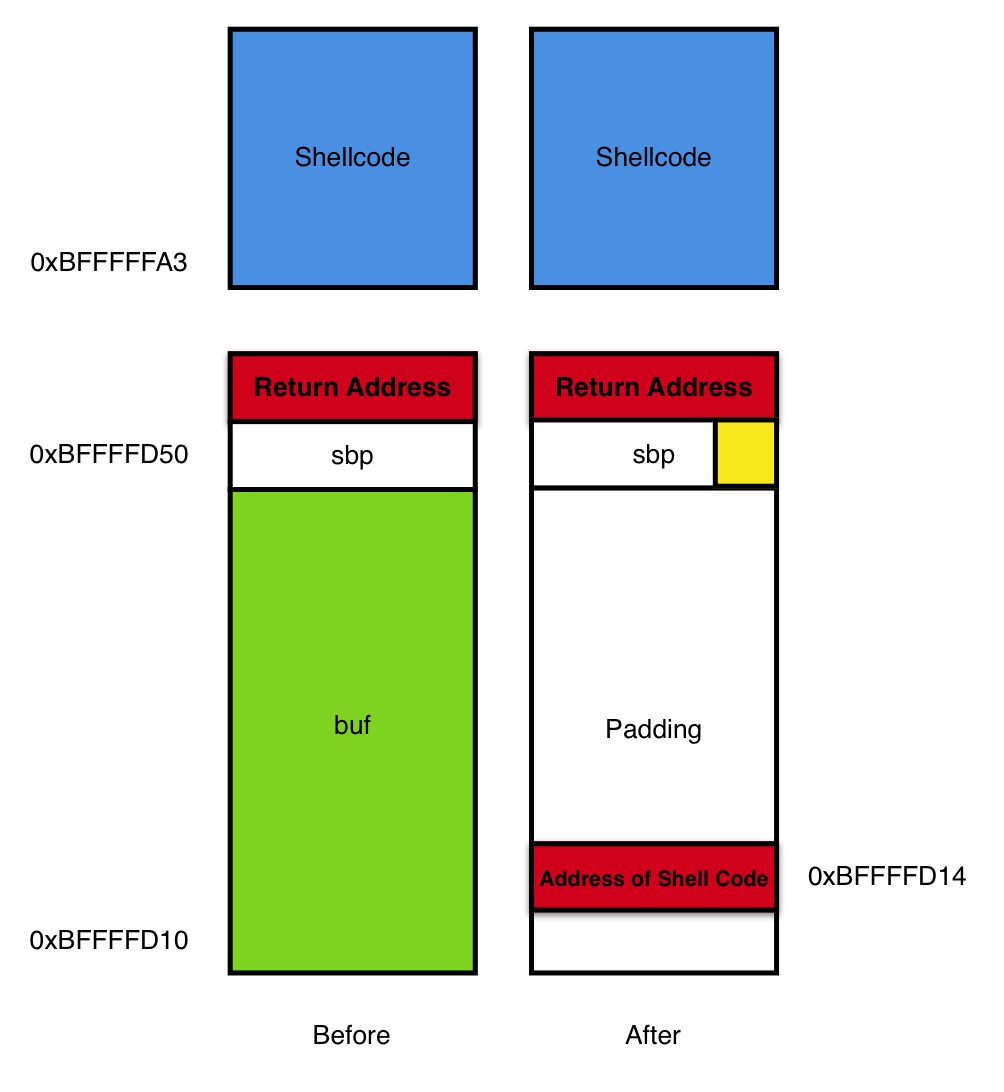 Shellcode
Shellcode
0xBFFFFFA3
Return Address
Return Address
0xBFFFFD50
sbp
sbp
buf
Padding
Address of Shell Code
0xBFFFFD14
0xBFFFFD10
Before
After